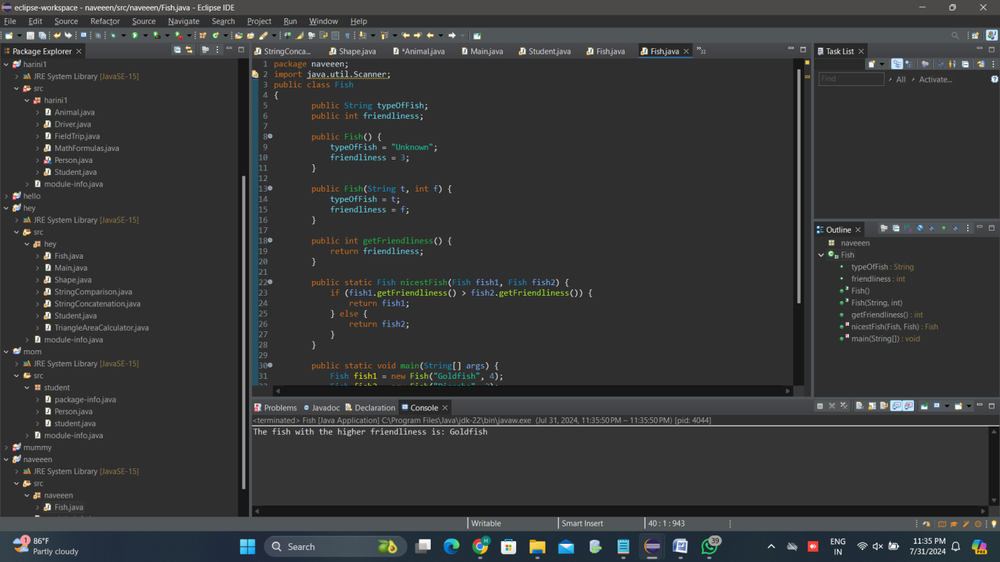 eclipse-workspace - naveeen/src/naveeen/Fish.java - Eclipse IDE
File Edit Source Refactor Source Navigate Search Project Run Window Help
Package Explorer
harini1
JRE System Library [JavaSE-15]
src
harini1
Animal.java
Driver.java
FieldTrip.java
MathFormulas.java
Person.java
Student.java
module-info.java
hello
hey
JRE System Library [JavaSE-15]
src
hey
Fish.java
Main.java
Shape.java
StringComparison.java
StringConcatenation.java
Student.java
TriangleAreaCalculator.java
module-info.java
mom
JRE System Library [JavaSE-15]
src
student
package-info.java
Person.java
student.java
module-info.java
mummy
naveeen
JRE System Library [JavaSE-15]
src
naveeen
Fish.java
StringConca... Shape.java *Animal.java Main.java Student.java Fish.java Fish.java »33
1 package naveeen;
2 import java.util.Scanner;
3 public class Fish
4 {
5 public String typeOfFish;
6 public int friendliness;
7
8 public Fish() {
9 typeOfFish = "Unknown";
10 friendliness = 3;
11 }
12
13 public Fish(String t, int f) {
14 typeOfFish = t;
15 friendliness = f;
16 }
17
18 public int getFriendliness() {
19 return friendliness;
20 }
21
22 public static Fish nicestFish(Fish fish1, Fish fish2) {
23 if (fish1.getFriendliness() > fish2.getFriendliness()) {
24 return fish1;
25 } else {
26 return fish2;
27 }
28 }
29
30 public static void main(String[] args) {
31 Fish fish1 = new Fish("Goldfish", 4);
Task List
Find All Activate...
Outline
naveeen
Fish
typeOfFish : String
friendliness : int
Fish()
Fish(String, int)
getFriendliness() : int
nicestFish(Fish, Fish) : Fish
main(String[]) : void
Problems Javadoc Declaration Console
<terminated> Fish [Java Application] C:\Program Files\Java\jdk-22\bin\javaw.exe (Jul 31, 2024, 11:35:50 PM – 11:35:50 PM) [pid: 4044]
The fish with the higher friendliness is: Goldfish
Writable Smart Insert 40 : 1 : 943
1
86°F
Partly cloudy
Search
H
39
ENG
IN
11:35 PM
7/31/2024
PRE